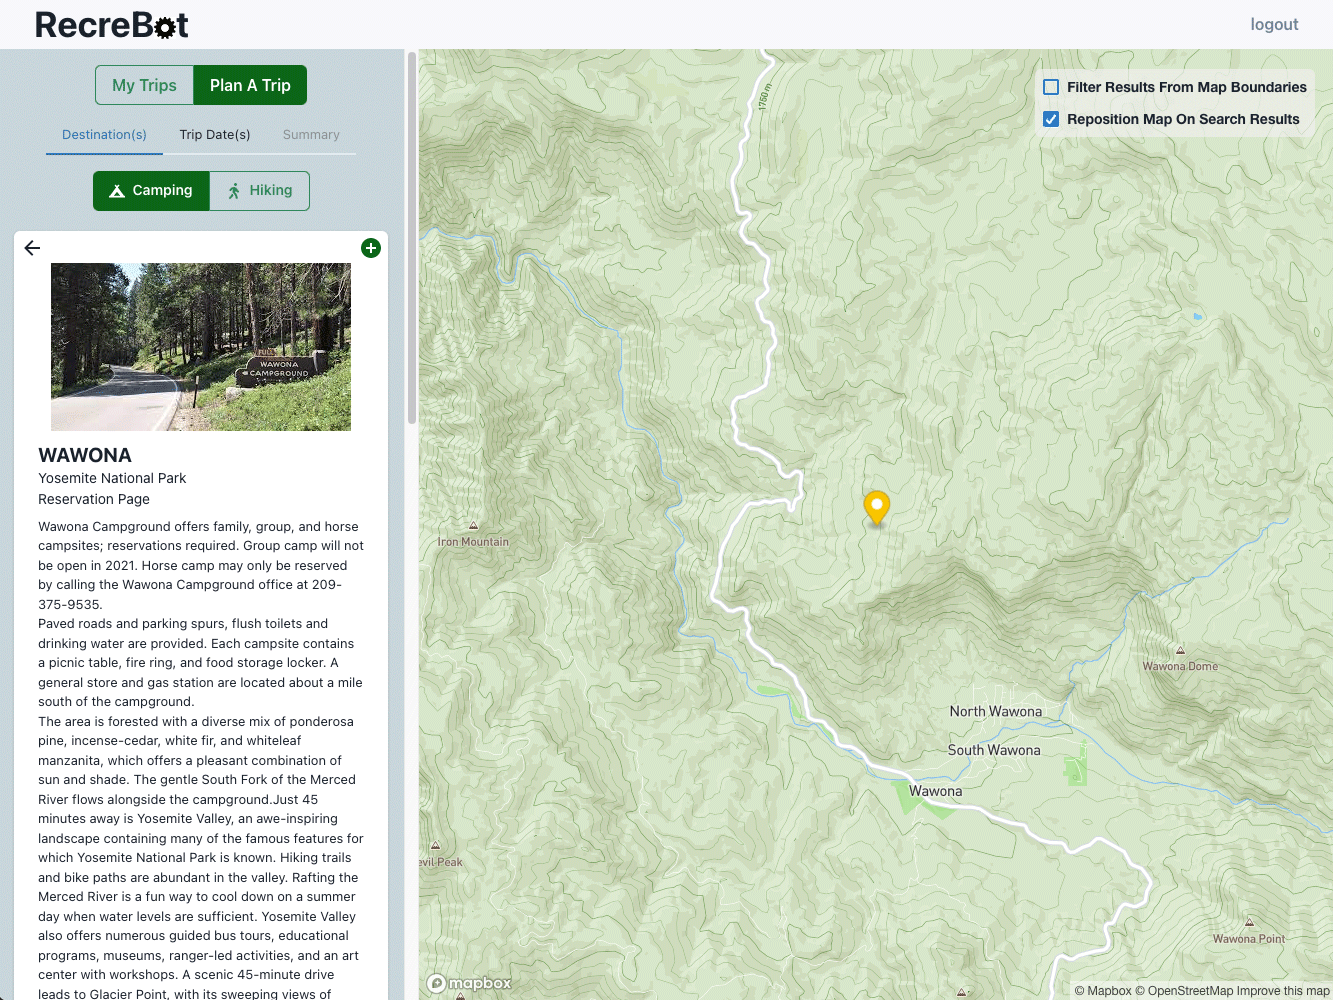 RecreBot
logout
My Trips
Plan A Trip
Destination(s)
Trip Date(s)
Summary
Camping
Hiking
FULL
WAWONA
CAMPGROUND
WAWONA
Yosemite National Park
Reservation Page
Wawona Campground offers family, group, and horse
campsites; reservations required. Group camp will not
be open in 2021. Horse camp may only be reserved
by calling the Wawona Campground office at 209-
375-9535.
Paved roads and parking spurs, flush toilets and
drinking water are provided. Each campsite contains
a picnic table, fire ring, and food storage locker. A
general store and gas station are located about a mile
south of the campground.
The area is forested with a diverse mix of ponderosa
pine, incense-cedar, white fir, and whiteleaf
manzanita, which offers a pleasant combination of
sun and shade. The gentle South Fork of the Merced
River flows alongside the campground.Just 45
minutes away is Yosemite Valley, an awe-inspiring
landscape containing many of the famous features for
which Yosemite National Park is known. Hiking trails
and bike paths are abundant in the valley. Rafting the
Merced River is a fun way to cool down on a summer
day when water levels are sufficient. Yosemite Valley
also offers numerous guided bus tours, educational
programs, museums, ranger-led activities, and an art
center with workshops. A scenic 45-minute drive
leads to Glacier Point, with its sweeping views of
Filter Results From Map Boundaries
Reposition Map On Search Results
1750 m
Iron Mountain
Wawona Dome
North Wawona
South Wawona
Wawona
evil Peak
Wawona Point
mapbox
© Mapbox © OpenStreetMap Improve this map